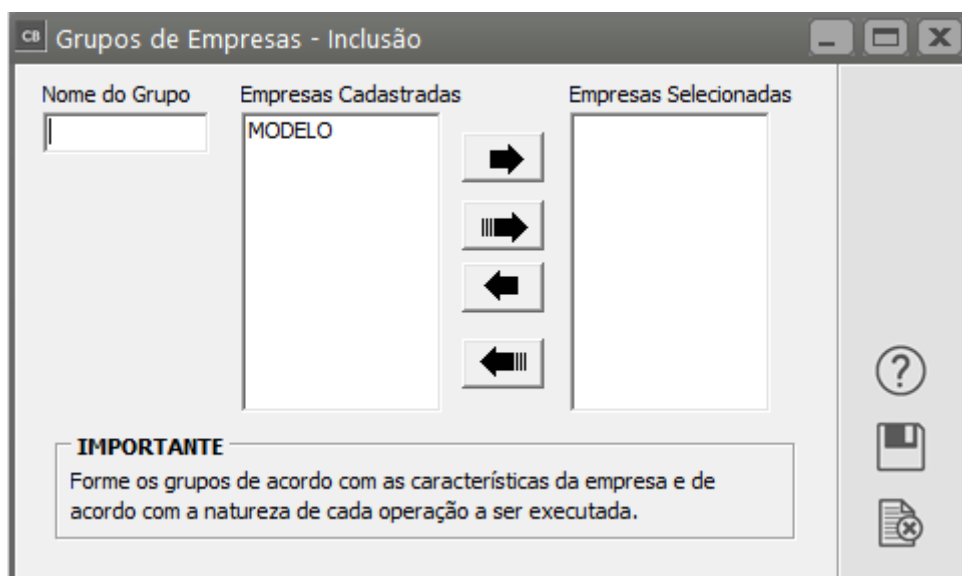 CB Grupos de Empresas - Inclusão
Nome do Grupo Empresas Cadastradas Empresas Selecionadas
MODELO
IMPORTANTE
Forme os grupos de acordo com as características da empresa e de
acordo com a natureza de cada operação a ser executada.